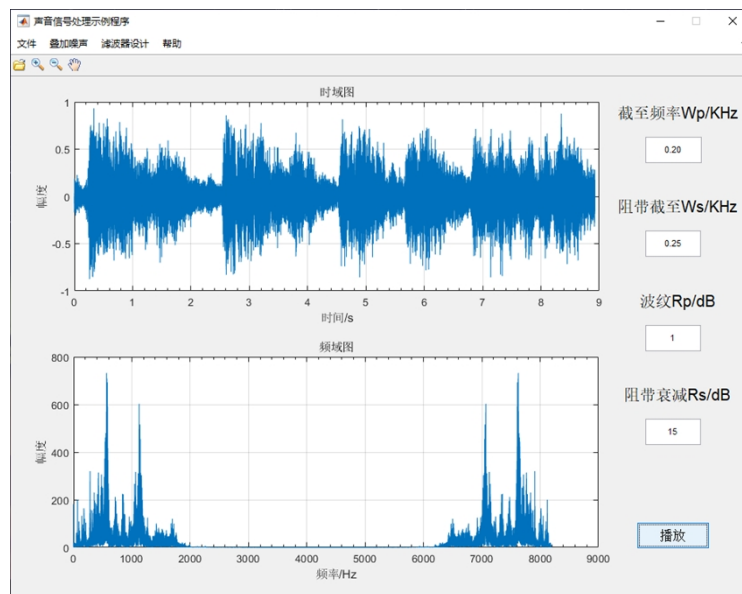 声音信号处理示例程序
文件 叠加噪声 滤波器设计 帮助
时域图
1
0.5
0
-0.5
-1
幅度
0 1 2 3 4 5 6 7 8 9
时间/s
频域图
800
600
400
200
0
幅度
0 1000 2000 3000 4000 5000 6000 7000 8000 9000
频率/Hz
截至频率Wp/KHz
0.20
阻带截至Ws/KHz
0.25
波纹Rp/dB
1
阻带衰减Rs/dB
15
播放